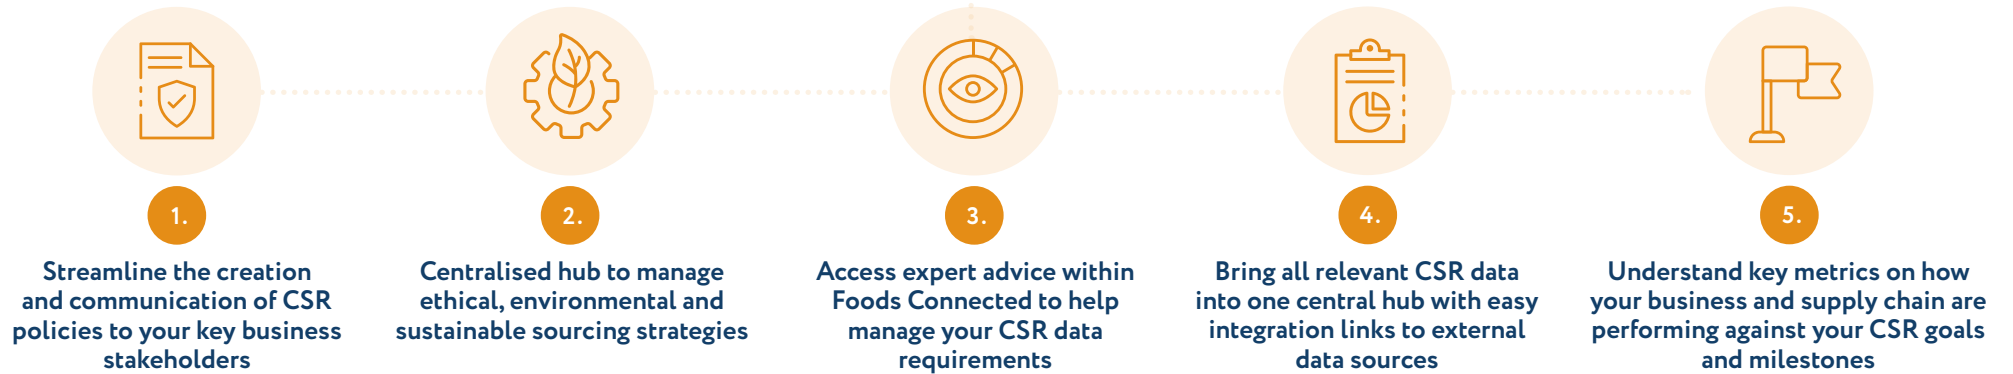 1.
Streamline the creation
and communication of CSR
policies to your key business
stakeholders
2.
Centralised hub to manage
ethical, environmental and
sustainable sourcing strategies
3.
Access expert advice within
Foods Connected to help
manage your CSR data
requirements
4.
Bring all relevant CSR data
into one central hub with easy
integration links to external
data sources
5.
Understand key metrics on how
your business and supply chain are
performing against your CSR goals
and milestones